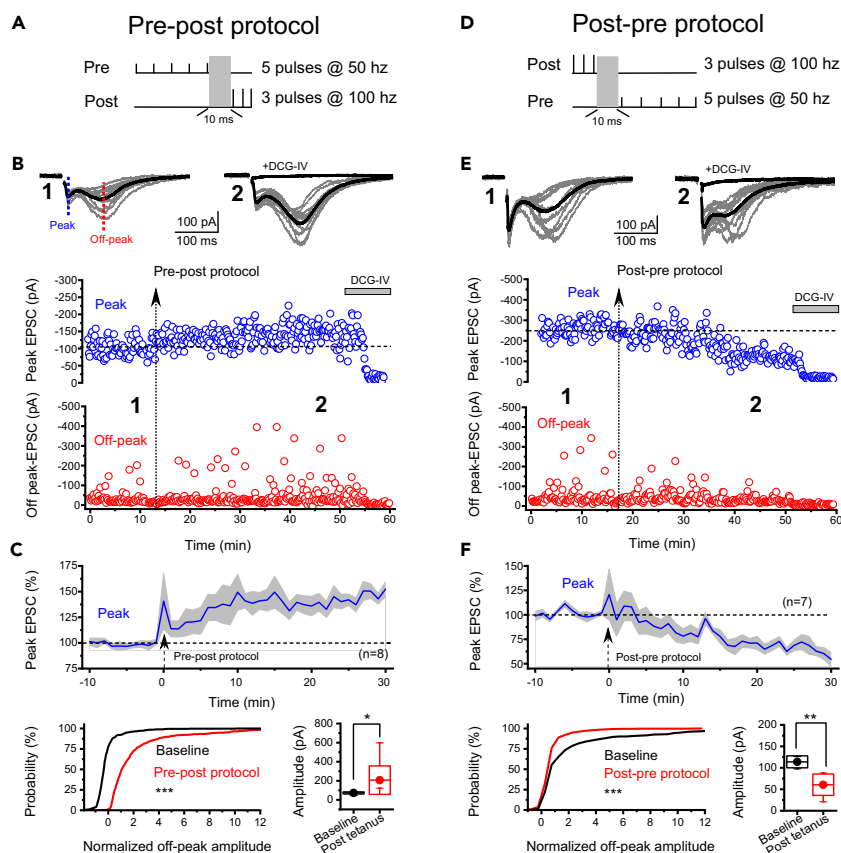 A Pre-post protocol
Pre 5 pulses @ 50 hz
Post 3 pulses @ 100 hz
10 ms
B
1
Peak
Off-peak
+DCG-IV
2
100 pA
100 ms
Pre-post protocol
DCG-IV
Peak
Peak EPSC (pA)
-300
-250
-200
-150
-100
-50
0
1
2
Off-peak
Off peak-EPSC (pA)
-500
-400
-300
-200
-100
0
0 10 20 30 40 50 60
Time (min)
C
Peak EPSC (%)
150
125
100
75
Peak
Pre-post protocol
(n=8)
-10 0 10 20 30
Time (min)
Probability (%)
100
75
50
25
0
Baseline
Pre-post protocol
***
0 2 4 6 8 10 12
Normalized off-peak amplitude
Amplitude (pA)
800
600
400
200
0
*
Baseline
Post tetanus
D Post-pre protocol
Post 3 pulses @ 100 hz
Pre 5 pulses @ 50 hz
10 ms
E
1
+DCG-IV
2
100 pA
100 ms
Post-pre protocol
DCG-IV
Peak
Peak EPSC (pA)
-500
-400
-300
-200
-100
0
1
2
Off-peak
Off peak-EPSC (pA)
-500
-400
-300
-200
-100
0
0 10 20 30 40 50 60
Time (min)
F
Peak EPSC (%)
150
125
100
75
50
Peak
(n=7)
Post-pre protocol
-10 0 10 20 30
Time (min)
Probability (%)
100
75
50
25
0
Baseline
Post-pre protocol
***
0 2 4 6 8 10 12
Normalized off-peak amplitude
Amplitude (pA)
200
150
100
50
0
**
Baseline
Post tetanus